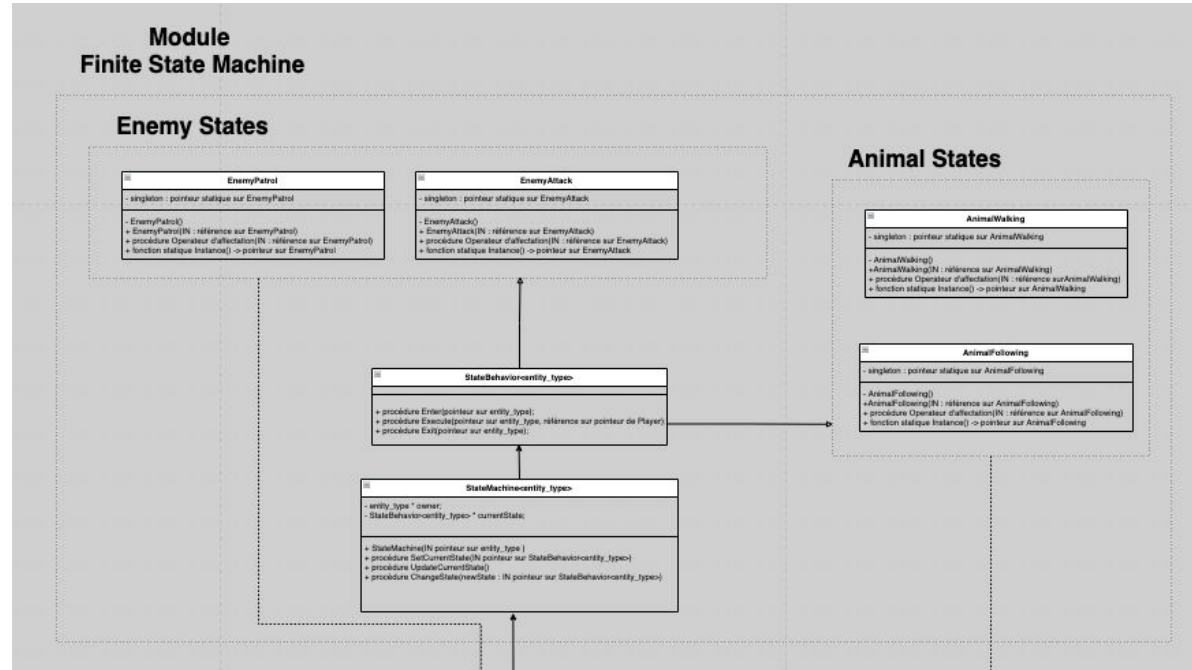 Module
Finite State Machine
Enemy States
EnemyPatrol
- singleton : pointeur statique sur EnemyPatrol
- EnemyPatrol()
+ EnemyPatrol(IN : référence sur EnemyPatrol)
+ procédure Operateur d'affectation(IN : référence sur EnemyPatrol)
+ fonction statique Instance() -> pointeur sur EnemyPatrol
EnemyAttack
- singleton : pointeur statique sur EnemyAttack
- EnemyAttack()
+ EnemyAttack(IN : référence sur EnemyAttack)
+ procédure Operateur d'affectation(IN : référence sur EnemyAttack)
+ fonction statique Instance() -> pointeur sur EnemyAttack
Animal States
AnimalWalking
- singleton : pointeur statique sur AnimalWalking
- AnimalWalking()
+AnimalWalking(IN : référence sur AnimalWalking)
+ procédure Operateur d'affectation(IN : référence surAnimalWalking)
+ fonction statique Instance() -> pointeur sur AnimalWalking
AnimalFollowing
- singleton : pointeur statique sur AnimalFollowing
- AnimalFollowing()
+AnimalFollowing(IN : référence sur AnimalFollowing)
+ procédure Operateur d'affectation(IN : référence sur AnimalFollowing)
+ fonction statique Instance() -> pointeur sur AnimalFollowing
StateBehavior<entity_type>
+ procédure Enter(pointeur sur entity_type);
+ procédure Execute(pointeur sur entity_type, référence sur pointeur de Player)
+ procédure Exit(pointeur sur entity_type);
StateMachine<entity_type>
- entity_type * owner;
- StateBehavior<entity_type> * currentState;
+ StateMachine(IN pointeur sur entity_type )
+ procédure SetCurrentState(IN pointeur sur StateBehavior<entity_type>)
+ procédure UpdateCurrentState()
+ procédure ChangeState(newState : IN pointeur sur StateBehavior<entity_type>)